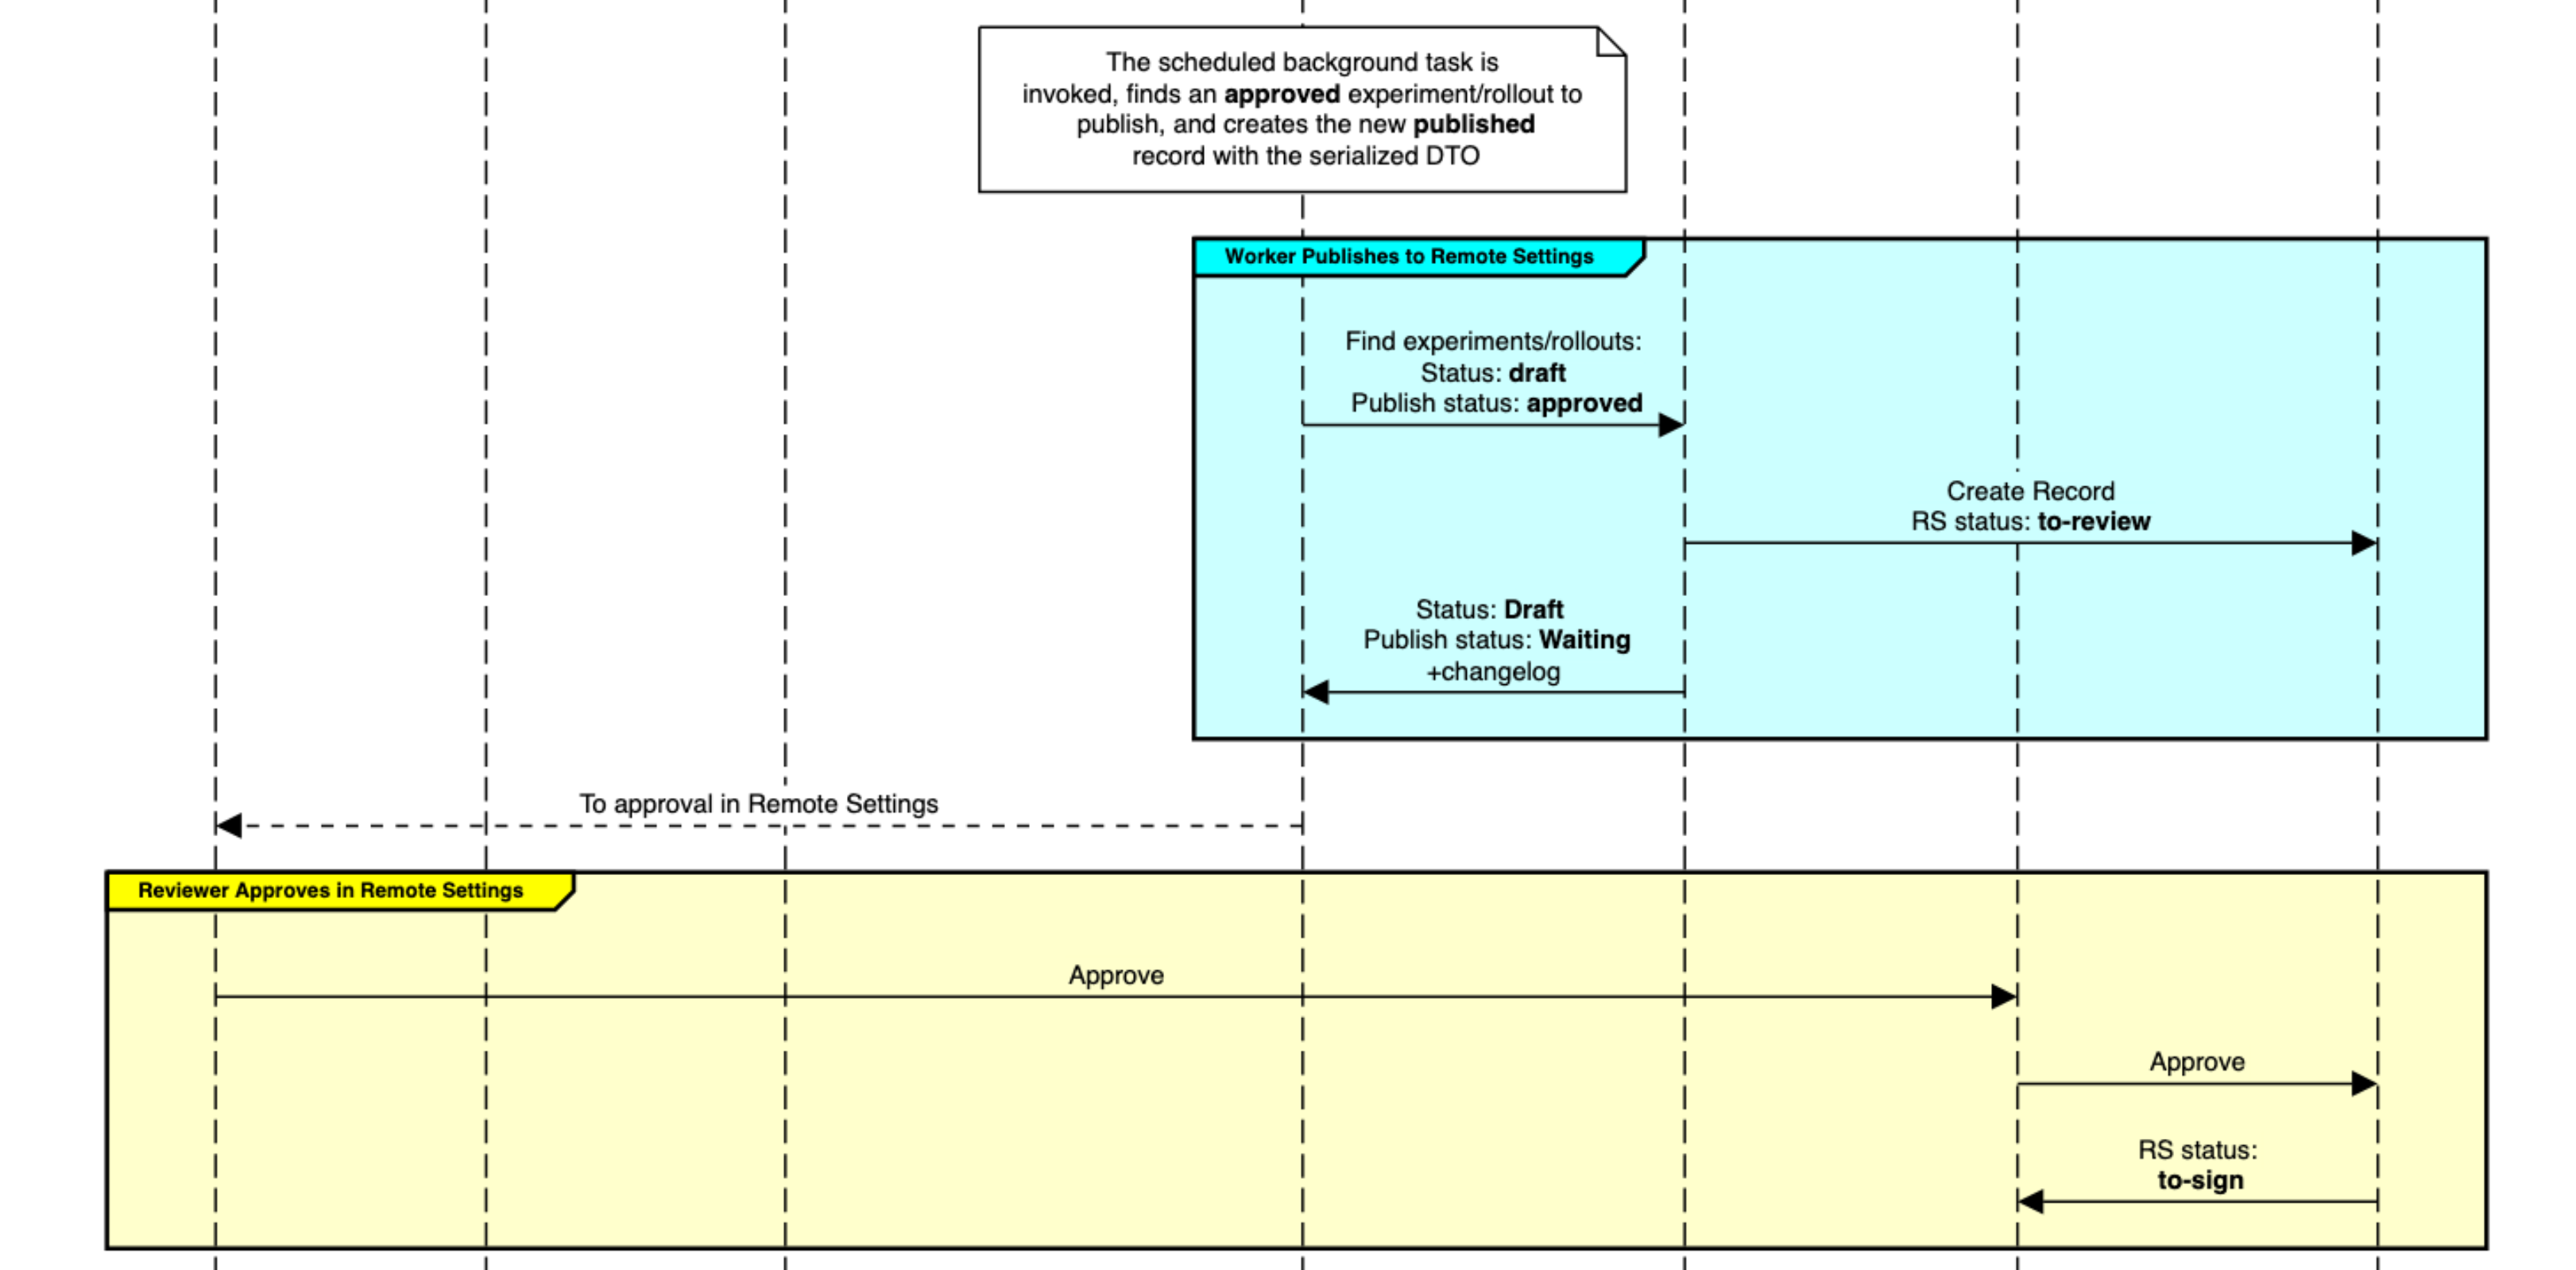 The scheduled background task is
invoked, finds an approved experiment/rollout to
publish, and creates the new published
record with the serialized DTO
Worker Publishes to Remote Settings
Find experiments/rollouts:
Status: draft
Publish status: approved
Create Record
RS status: to-review
Status: Draft
Publish status: Waiting
+changelog
To approval in Remote Settings
Reviewer Approves in Remote Settings
Approve
Approve
RS status:
to-sign